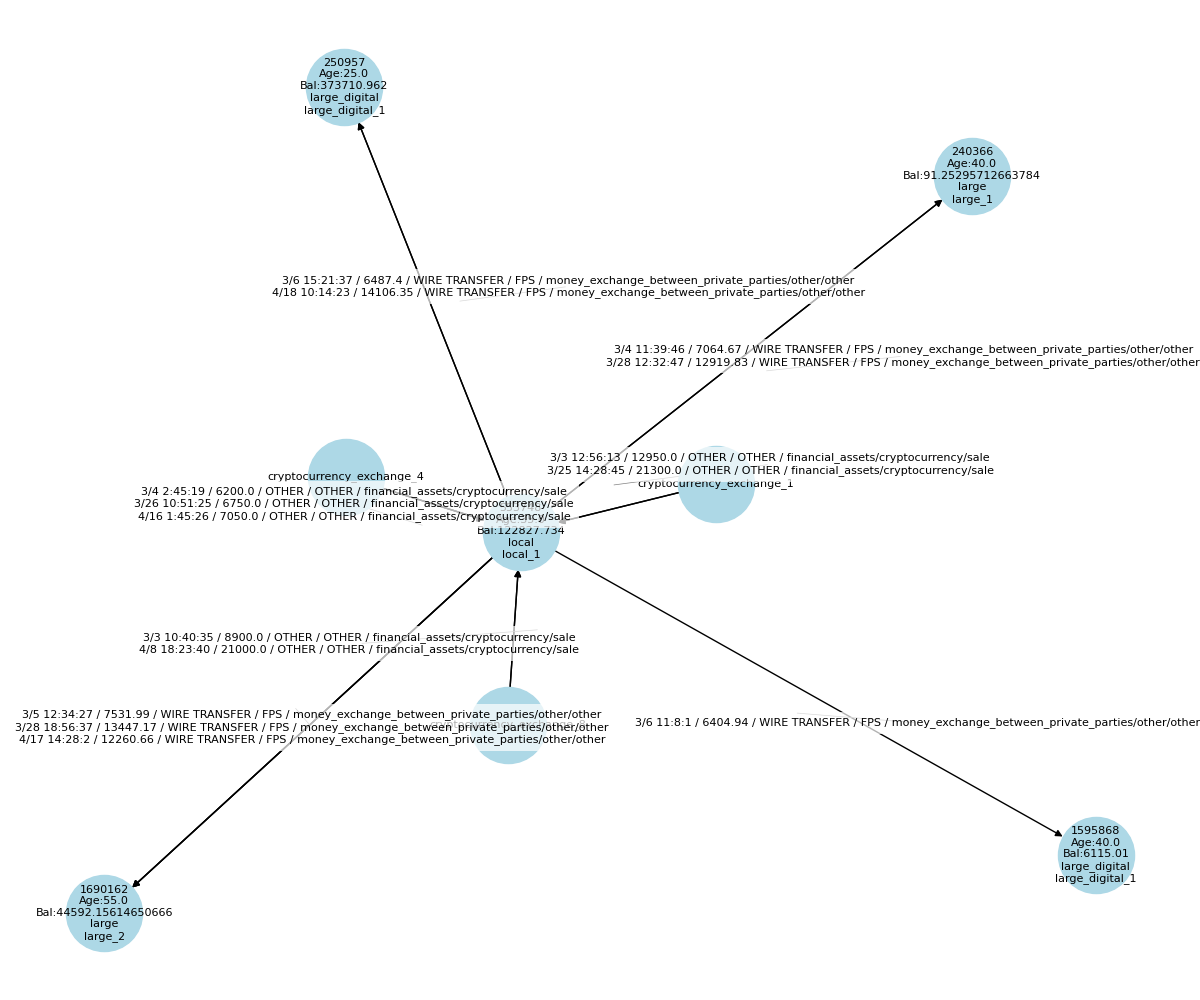 250957
Age:25.0
Bal:373710.962
large_digital
large_digital_1
240366
Age:40.0
Bal:91.25295712663784
large
large_1
3/6 15:21:37 / 6487.4 / WIRE TRANSFER / FPS / money_exchange_between_private_parties/other/other
4/18 10:14:23 / 14106.35 / WIRE TRANSFER / FPS / money_exchange_between_private_parties/other/other
3/4 11:39:46 / 7064.67 / WIRE TRANSFER / FPS / money_exchange_between_private_parties/other/other
3/28 12:32:47 / 12919.83 / WIRE TRANSFER / FPS / money_exchange_between_private_parties/other/other
3/3 12:56:13 / 12950.0 / OTHER / OTHER / financial_assets/cryptocurrency/sale
3/25 14:28:45 / 21300.0 / OTHER / OTHER / financial_assets/cryptocurrency/sale
cryptocurrency_exchange_1
cryptocurrency_exchange_4
3/4 2:45:19 / 6200.0 / OTHER / OTHER / financial_assets/cryptocurrency/sale
3/26 10:51:25 / 6750.0 / OTHER / OTHER / financial_assets/cryptocurrency/sale
4/16 1:45:26 / 7050.0 / OTHER / OTHER / financial_assets/cryptocurrency/sale
Bal:122827.734
local
local_1
3/3 10:40:35 / 8900.0 / OTHER / OTHER / financial_assets/cryptocurrency/sale
4/8 18:23:40 / 21000.0 / OTHER / OTHER / financial_assets/cryptocurrency/sale
3/5 12:34:27 / 7531.99 / WIRE TRANSFER / FPS / money_exchange_between_private_parties/other/other
3/28 18:56:37 / 13447.17 / WIRE TRANSFER / FPS / money_exchange_between_private_parties/other/other
4/17 14:28:2 / 12260.66 / WIRE TRANSFER / FPS / money_exchange_between_private_parties/other/other
3/6 11:8:1 / 6404.94 / WIRE TRANSFER / FPS / money_exchange_between_private_parties/other/other
1595868
Age:40.0
Bal:6115.01
large_digital
large_digital_1
1690162
Age:55.0
Bal:44592.15614650666
large
large_2